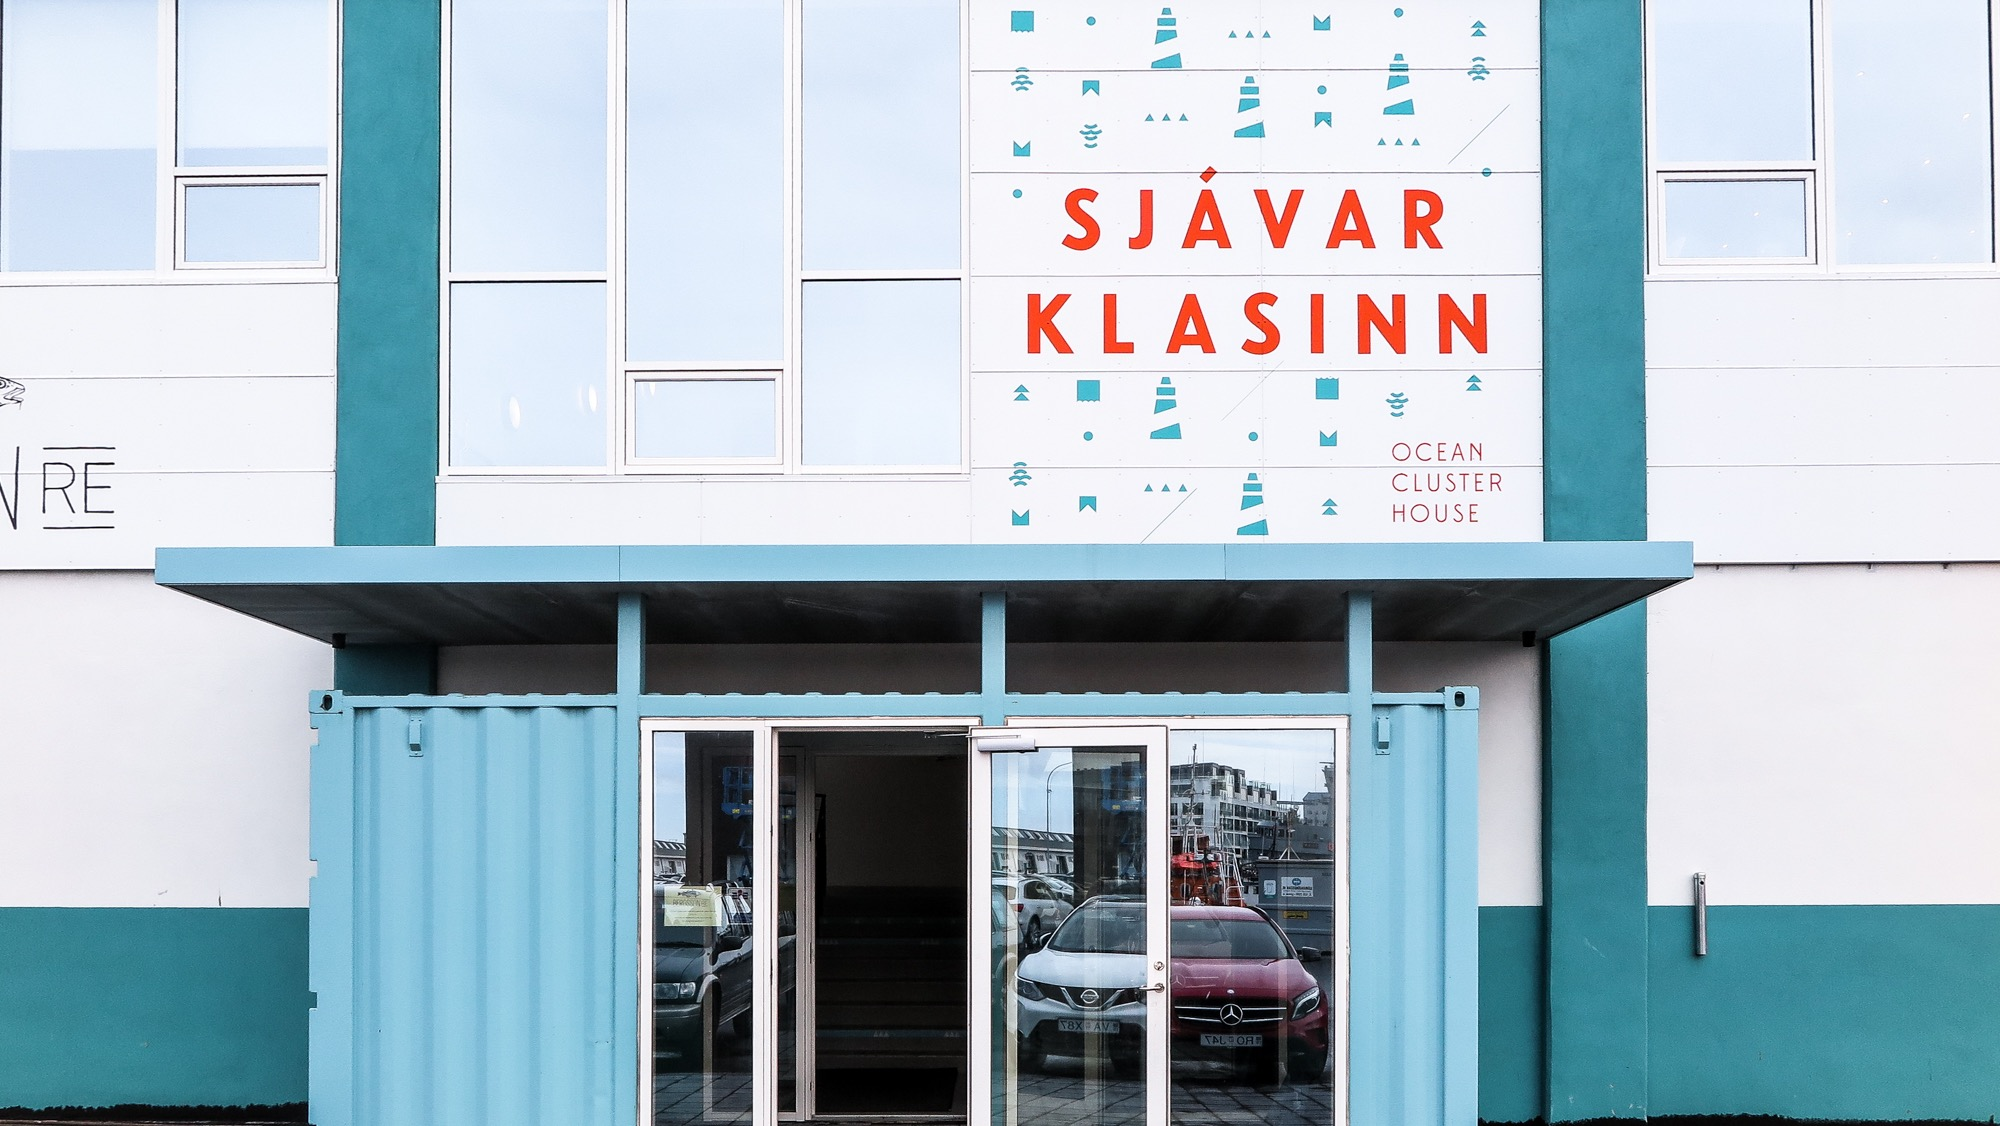 SJÁVAR
KLASINN
OCEAN
CLUSTER
HOUSE
RE